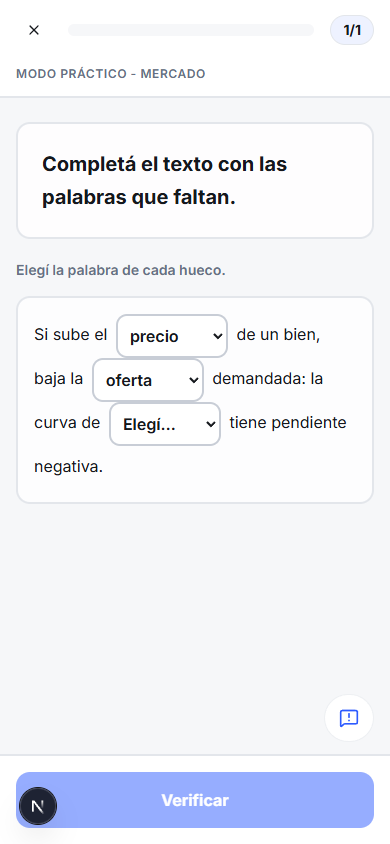 1/1
MODO PRÁCTICO - MERCADO
Completá el texto con las
palabras que faltan.
Elegí la palabra de cada hueco.
Si sube el precio de un bien,
baja la oferta demandada: la
curva de Elegí... tiene pendiente
negativa.
Verificar
N